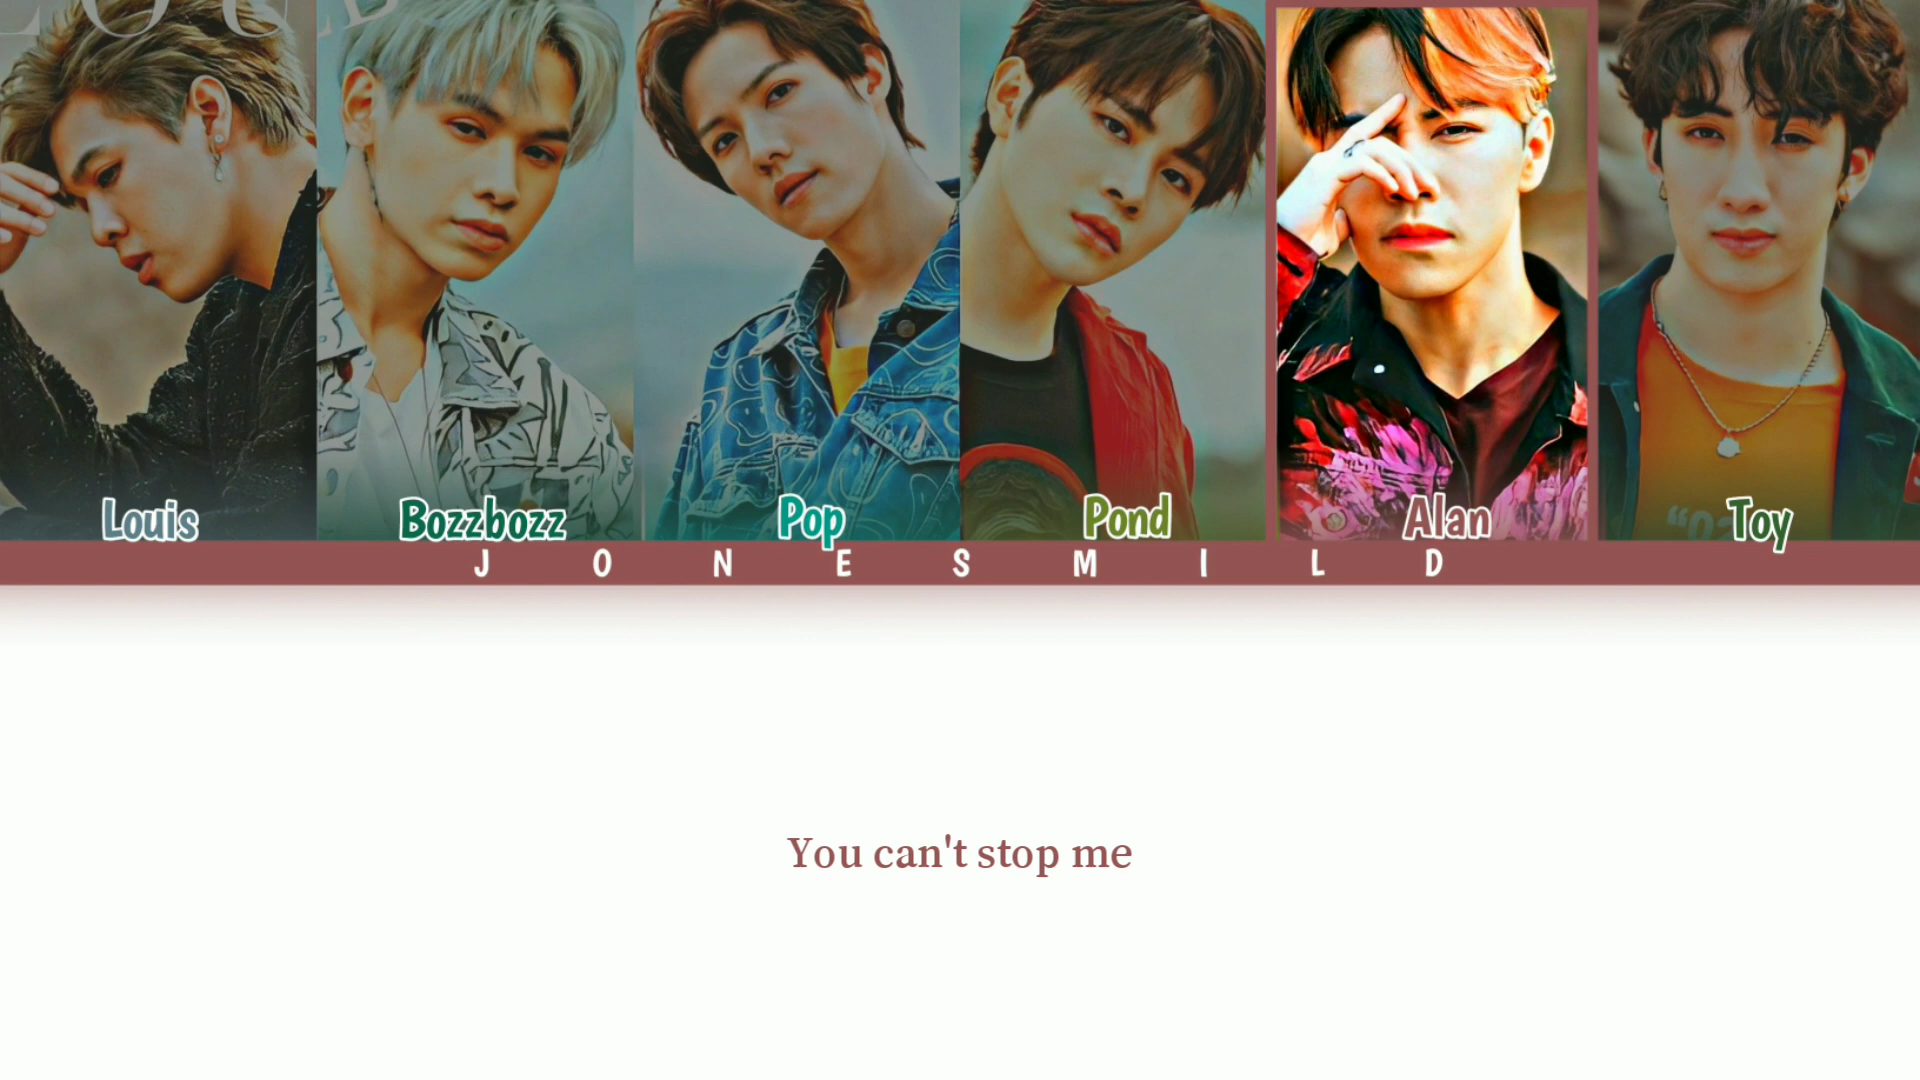 Louis
Bozzbozz
Pop
Pond
Alan
Toy
J O N E S M I L D
You can't stop me